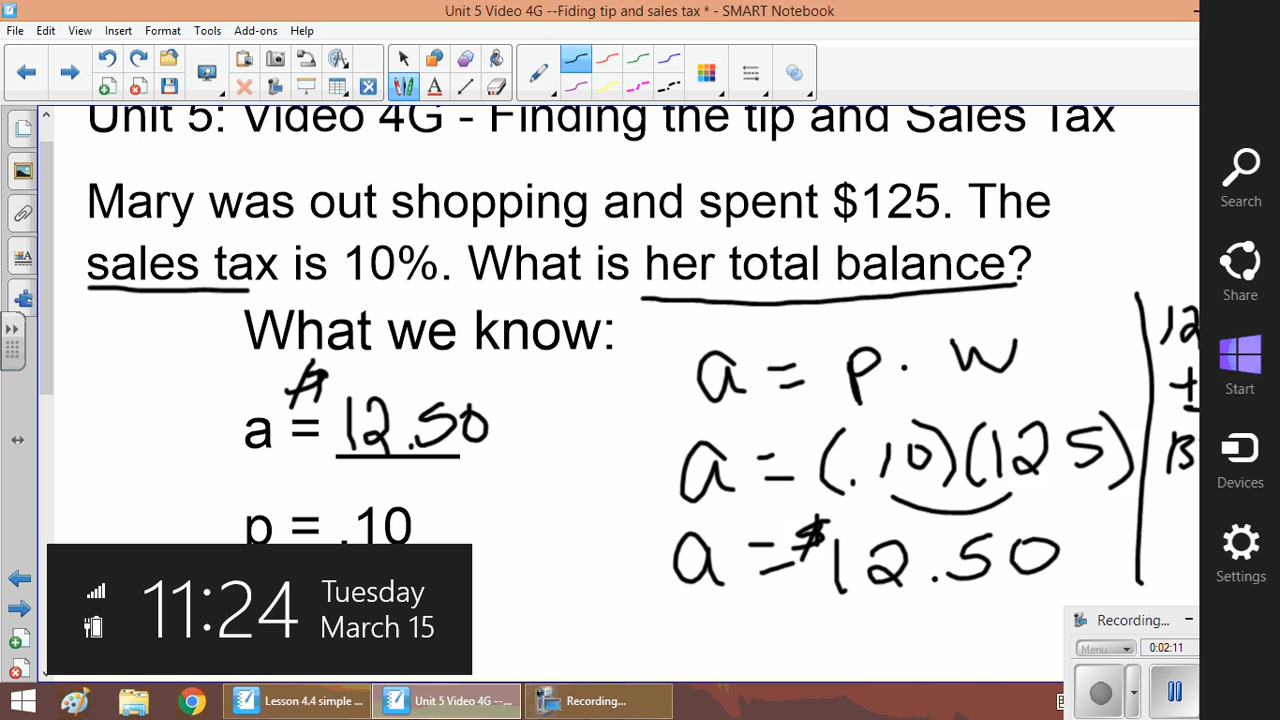 Unit 5 Video 4G --Fiding tip and sales tax * - SMART Notebook
File Edit View Insert Format Tools Add-ons Help
Unit 5: Video 4G - Finding the tip and Sales Tax
Mary was out shopping and spent $125. The
sales tax is 10%. What is her total balance?
What we know:
a = $12.50
p = .10
a = p . w
a = (.10)(125)
a = $12.50
12
+
13
11:24
Tuesday
March 15
Search
Share
Start
Devices
Settings
Recording...
Menu
0:02:11
Lesson 4.4 simple ...
Unit 5 Video 4G --...
Recording...